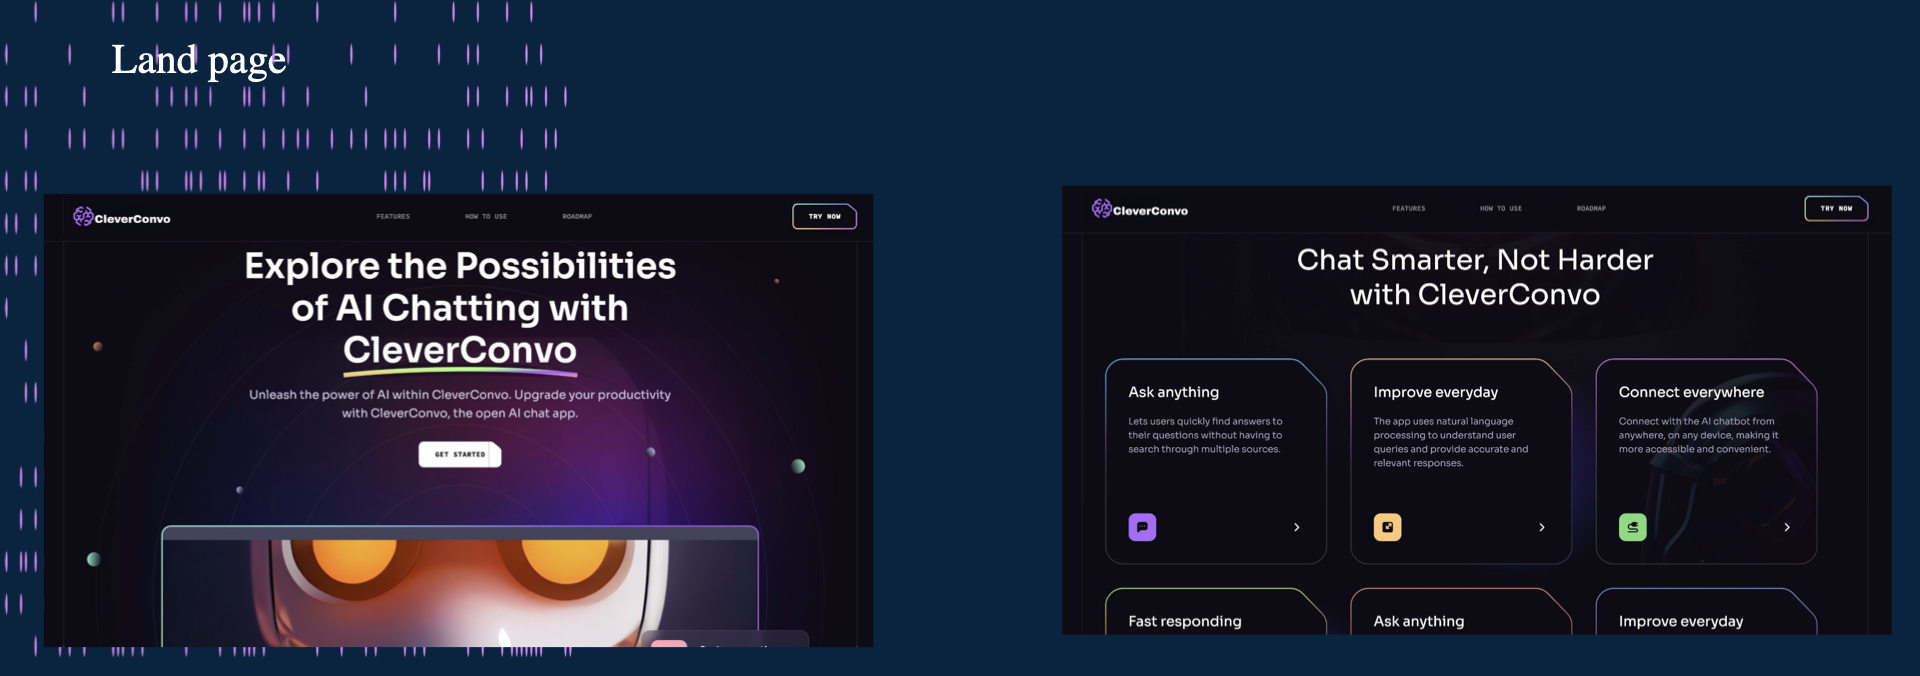 Land page
CleverConvo
FEATURES
HOW TO USE
ROADMAP
TRY NOW
Explore the Possibilities
of AI Chatting with
CleverConvo
Unleash the power of AI within CleverConvo. Upgrade your productivity
with CleverConvo, the open AI chat app.
GET STARTED
CleverConvo
FEATURES
HOW TO USE
ROADMAP
TRY NOW
Chat Smarter, Not Harder
with CleverConvo
Ask anything
Lets users quickly find answers to
their questions without having to
search through multiple sources.
Improve everyday
The app uses natural language
processing to understand user
queries and provide accurate and
relevant responses.
Connect everywhere
Connect with the AI chatbot from
anywhere, on any device, making it
more accessible and convenient.
Fast responding
Ask anything
Improve everyday